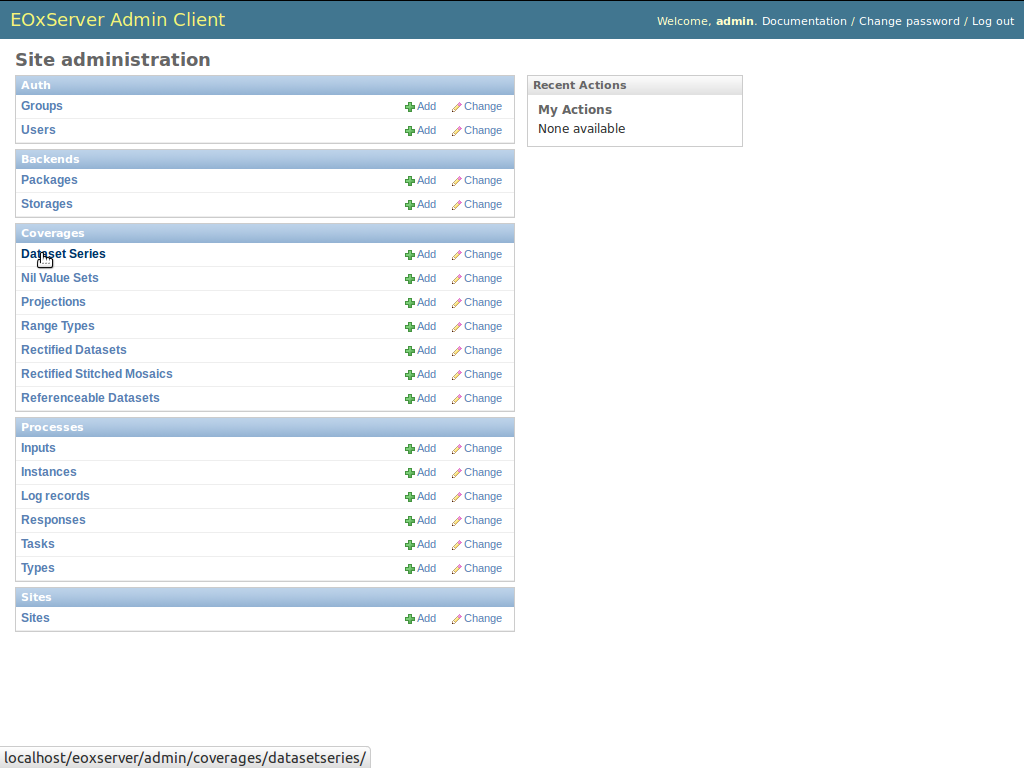 EOxServer Admin Client
Welcome, admin. Documentation / Change password / Log out
Site administration
Auth
Groups Add Change
Users Add Change
Backends
Packages Add Change
Storages Add Change
Coverages
Dataset Series Add Change
Nil Value Sets Add Change
Projections Add Change
Range Types Add Change
Rectified Datasets Add Change
Rectified Stitched Mosaics Add Change
Referenceable Datasets Add Change
Processes
Inputs Add Change
Instances Add Change
Log records Add Change
Responses Add Change
Tasks Add Change
Types Add Change
Sites
Sites Add Change
Recent Actions
My Actions
None available
localhost/eoxserver/admin/coverages/datasetseries/